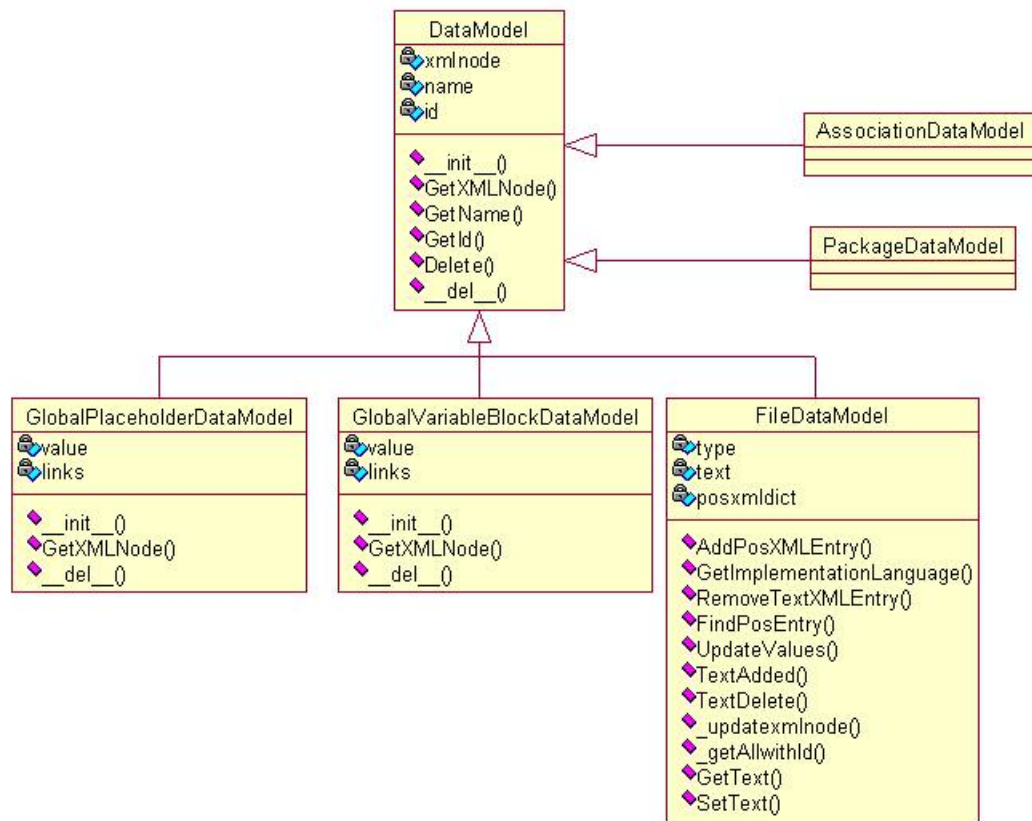 DataModel
xmlnode
name
id
__init__()
GetXMLNode()
GetName()
GetId()
Delete()
__del__()
AssociationDataModel
PackageDataModel
GlobalPlaceholderDataModel
value
links
__init__()
GetXMLNode()
__del__()
GlobalVariableBlockDataModel
value
links
__init__()
GetXMLNode()
__del__()
FileDataModel
type
text
posxmldict
AddPosXMLEntry()
GetImplementationLanguage()
RemoveTextXMLEntry()
FindPosEntry()
UpdateValues()
TextAdded()
TextDelete()
_updatexmlnode()
_getAllwithId()
GetText()
SetText()